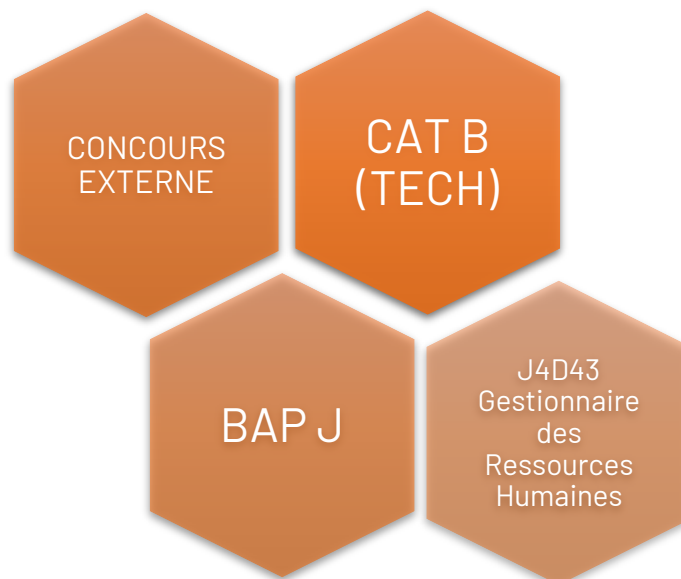 CONCOURS
EXTERNE
CAT B
(TECH)
BAP J
J4D43
Gestionnaire
des
Ressources
Humaines